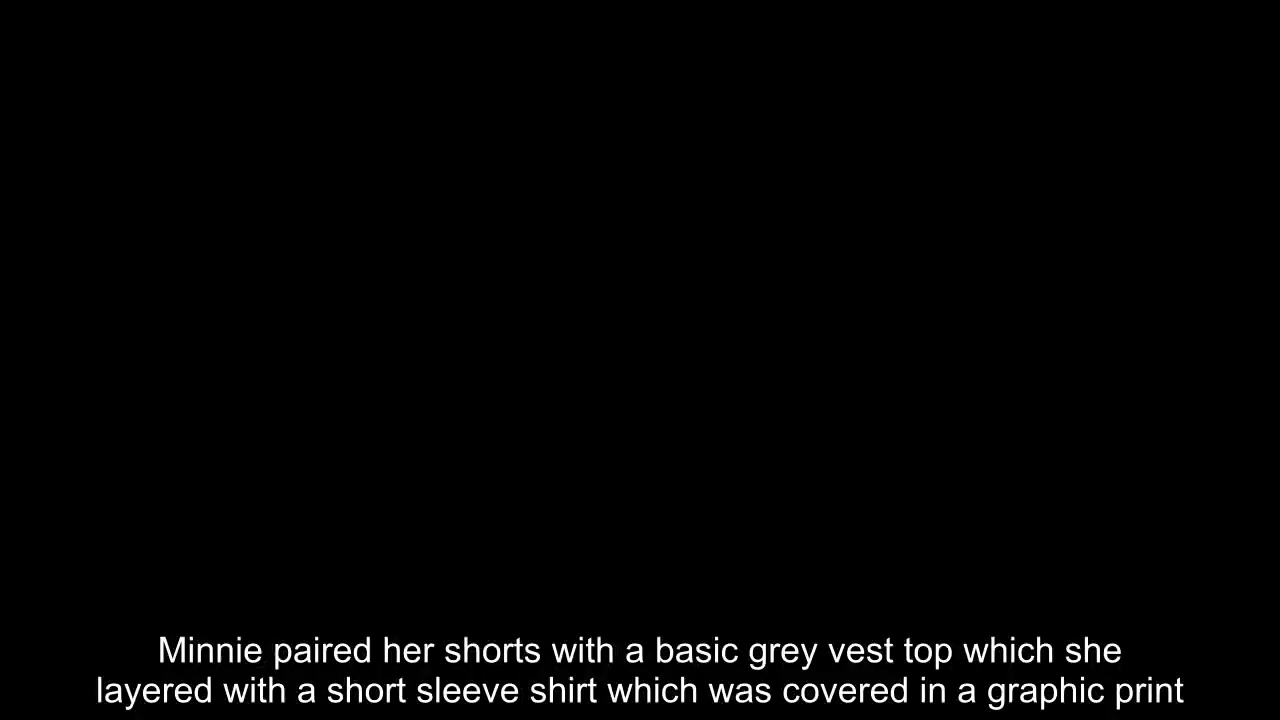 Minnie paired her shorts with a basic grey vest top which she
layered with a short sleeve shirt which was covered in a graphic print